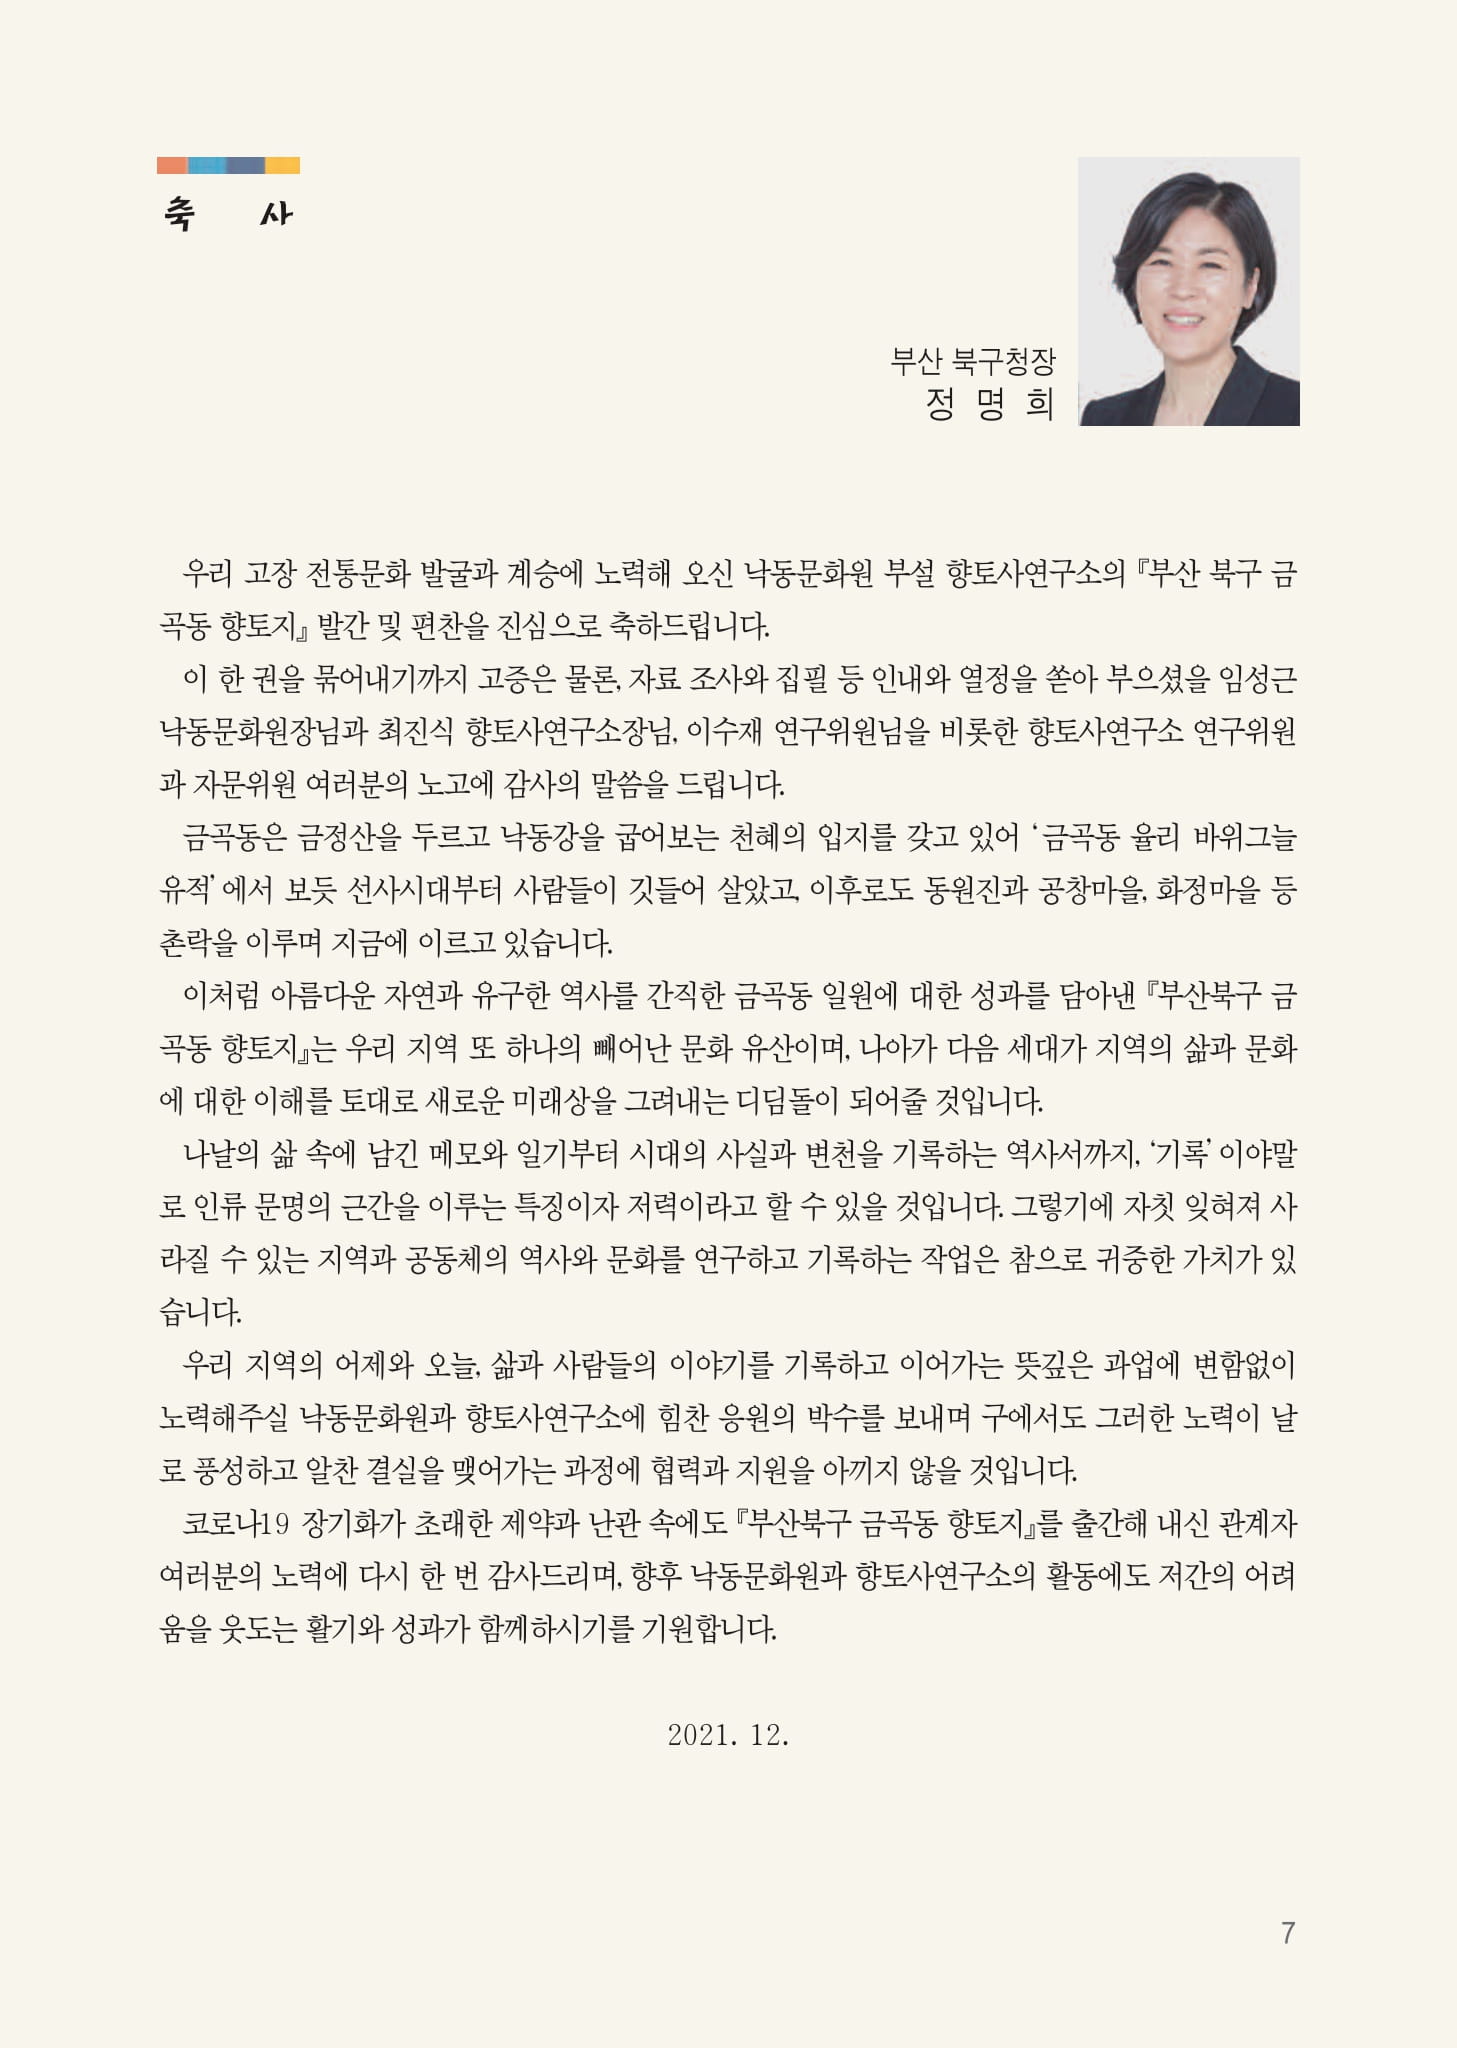 축 사
부산 북구청장
정 명 희
우리 고장 전통문화 발굴과 계승에 노력해 오신 낙동문화원 부설 향토사연구소의 『부산 북구 금
곡동 향토지』 발간 및 편찬을 진심으로 축하드립니다.
이 한 권을 묶어내기까지 고증은 물론, 자료 조사와 집필 등 인내와 열정을 쏟아 부으셨을 임성근
낙동문화원장님과 최진식 향토사연구소장님, 이수재 연구위원님을 비롯한 향토사연구소 연구위원
과 자문위원 여러분의 노고에 감사의 말씀을 드립니다.
금곡동은 금정산을 두르고 낙동강을 굽어보는 천혜의 입지를 갖고 있어 ‘금곡동 율리 바위그늘
유적’에서 보듯 선사시대부터 사람들이 깃들어 살았고, 이후로도 동원진과 공창마을, 화정마을 등
촌락을 이루며 지금에 이르고 있습니다.
이처럼 아름다운 자연과 유구한 역사를 간직한 금곡동 일원에 대한 성과를 담아낸 『부산북구 금
곡동 향토지』는 우리 지역 또 하나의 빼어난 문화 유산이며, 나아가 다음 세대가 지역의 삶과 문화
에 대한 이해를 토대로 새로운 미래상을 그려내는 디딤돌이 되어줄 것입니다.
나날의 삶 속에 남긴 메모와 일기부터 시대의 사실과 변천을 기록하는 역사서까지, ‘기록’이야말
로 인류 문명의 근간을 이루는 특징이자 저력이라고 할 수 있을 것입니다. 그렇기에 자칫 잊혀져 사
라질 수 있는 지역과 공동체의 역사와 문화를 연구하고 기록하는 작업은 참으로 귀중한 가치가 있
습니다.
우리 지역의 어제와 오늘, 삶과 사람들의 이야기를 기록하고 이어가는 뜻깊은 과업에 변함없이
노력해주실 낙동문화원과 향토사연구소에 힘찬 응원의 박수를 보내며 구에서도 그러한 노력이 날
로 풍성하고 알찬 결실을 맺어가는 과정에 협력과 지원을 아끼지 않을 것입니다.
코로나19 장기화가 초래한 제약과 난관 속에도 『부산북구 금곡동 향토지』를 출간해 내신 관계자
여러분의 노력에 다시 한 번 감사드리며, 향후 낙동문화원과 향토사연구소의 활동에도 저간의 어려
움을 웃도는 활기와 성과가 함께하시기를 기원합니다.
2021. 12.
7